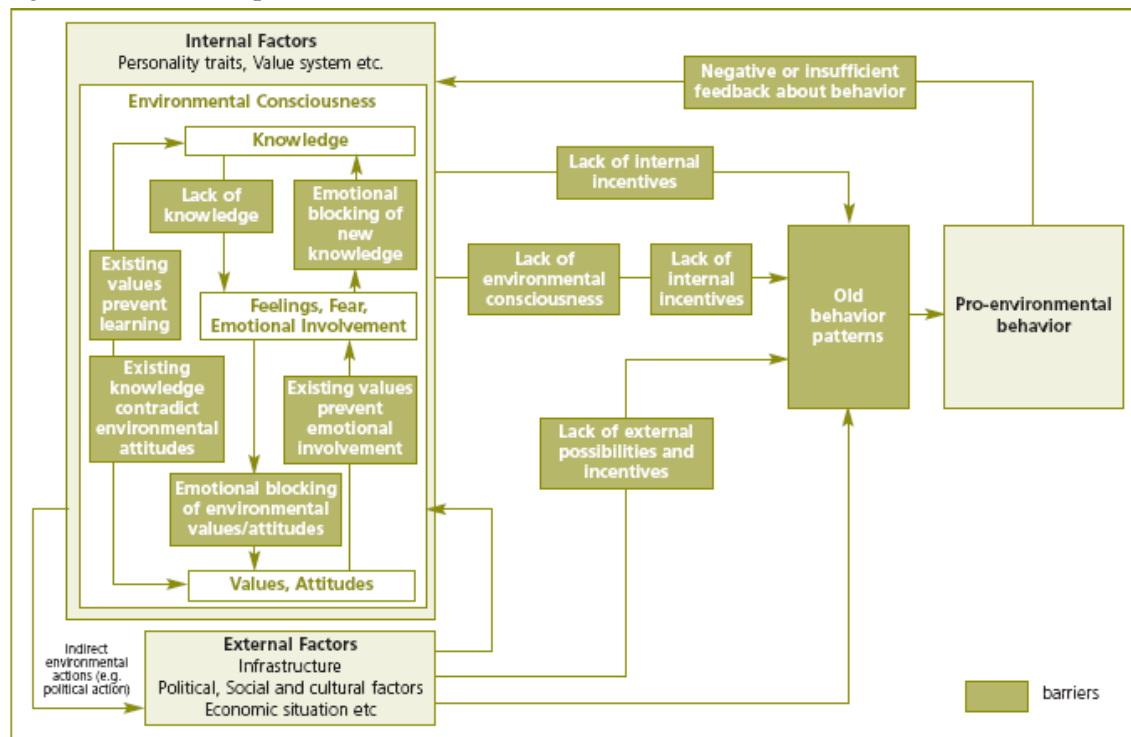 Internal Factors
Personality traits, Value system etc.
Environmental Consciousness
Knowledge
Lack of
knowledge
Emotional
blocking of
new
knowledge
Existing
values
prevent
learning
Feelings, Fear,
Emotional Involvement
Existing
knowledge
contradict
environmental
attitudes
Existing values
prevent
emotional
involvement
Emotional blocking
of environmental
values/attitudes
Values, Attitudes
Negative or insufficient
feedback about behavior
Lack of internal
incentives
Lack of
environmental
consciousness
Lack of
internal
incentives
Old
behavior
patterns
Pro-environmental
behavior
Lack of external
possibilities and
incentives
Indirect
environmental
actions (e.g.
political action)
External Factors
Infrastructure
Political, Social and cultural factors
Economic situation etc
barriers